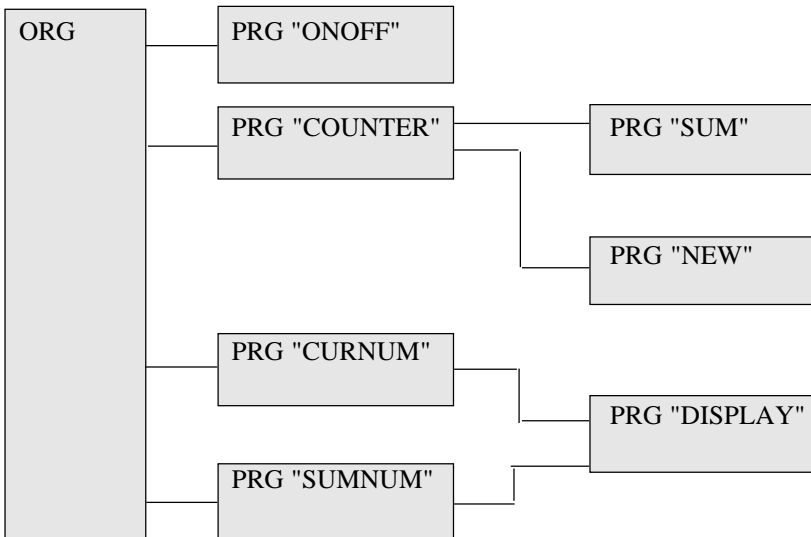 ORG
PRG "ONOFF"
PRG "COUNTER"
PRG "SUM"
PRG "NEW"
PRG "CURNUM"
PRG "DISPLAY"
PRG "SUMNUM"